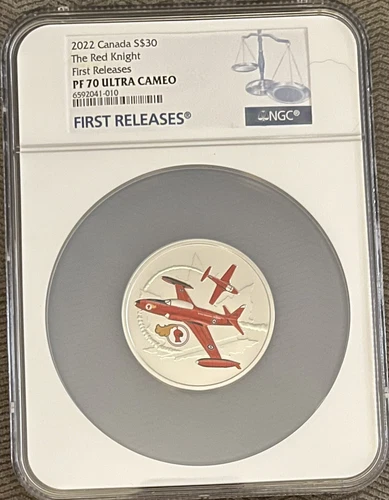 2022 Canada S$30
The Red Knight
First Releases
PF 70 ULTRA CAMEO
6592041-010
FIRST RELEASES®
NGC®